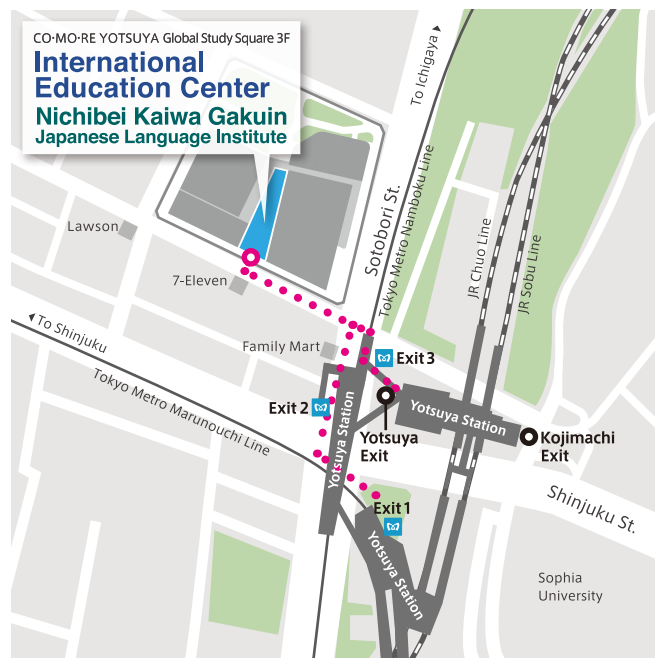 CO·MO·RE YOTSUYA Global Study Square 3F
International
Education Center
Nichibei Kaiwa Gakuin
Japanese Language Institute
To Ichigaya
Sotobori St.
Tokyo Metro Namboku Line
JR Chuo Line
JR Sobu Line
Lawson
7-Eleven
To Shinjuku
Family Mart
Exit 3
Tokyo Metro Marunouchi Line
Exit 2
Yotsuya Station
Yotsuya Station
Yotsuya
Exit
Kojimachi
Exit
Exit 1
Shinjuku St.
Yotsuya Station
Sophia
University